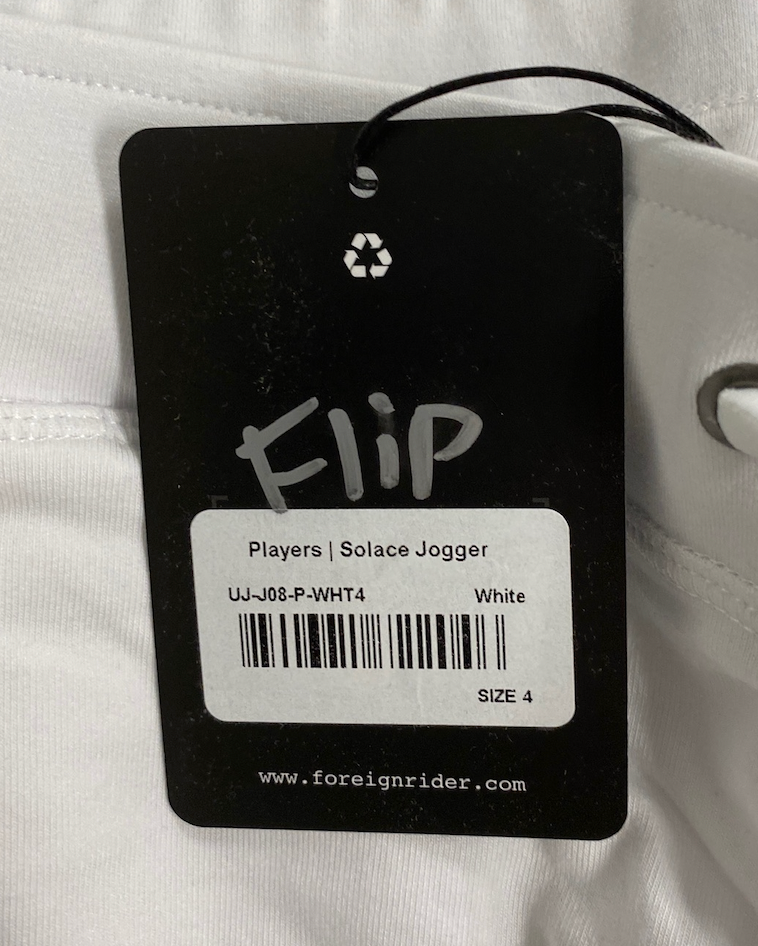 Flip
Players | Solace Jogger
UJ-J08-P-WHT4 White
SIZE 4
www.foreignrider.com